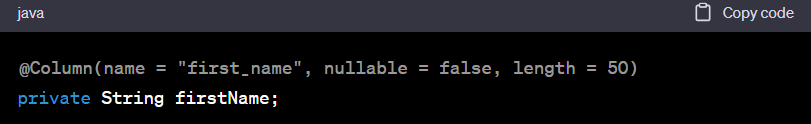 java
Copy code
@Column(name = "first_name", nullable = false, length = 50)
private String firstName;